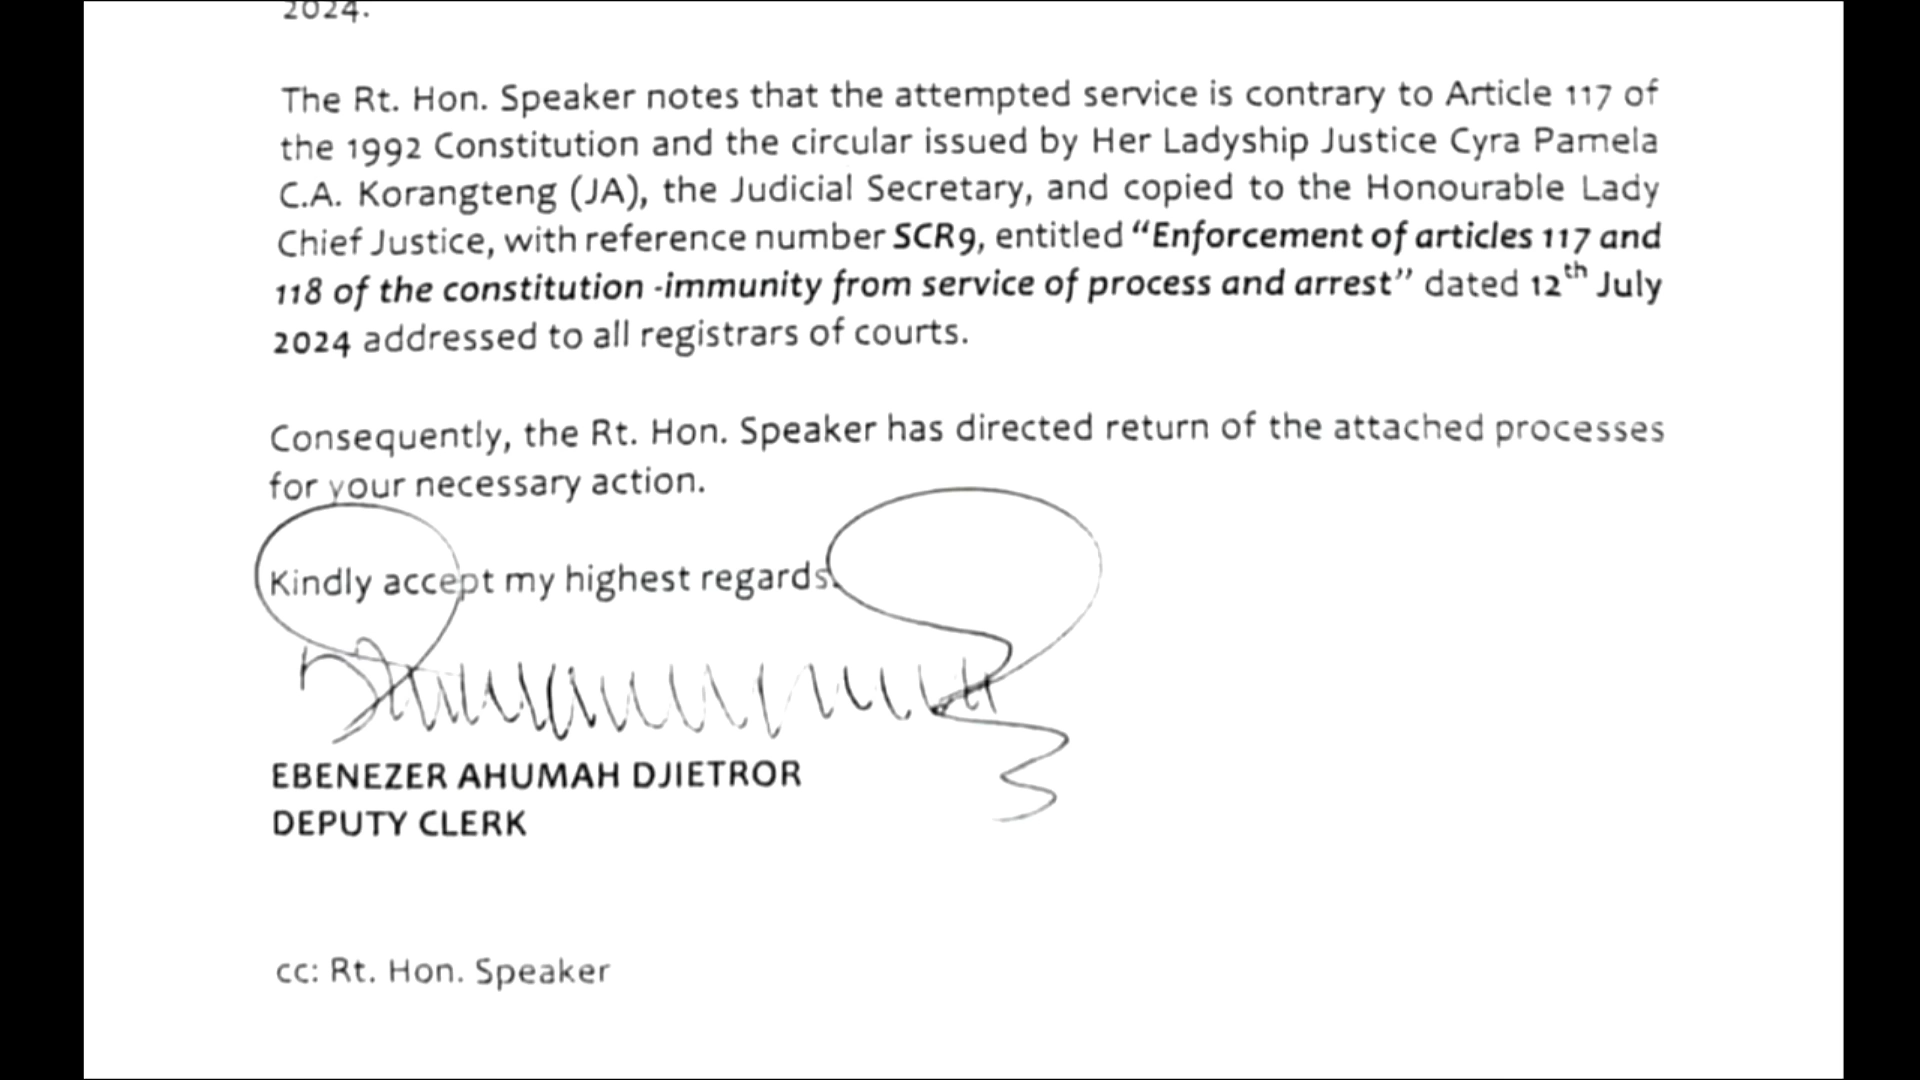 2024.
The Rt. Hon. Speaker notes that the attempted service is contrary to Article 117 of
the 1992 Constitution and the circular issued by Her Ladyship Justice Cyra Pamela
C.A. Korangteng (JA), the Judicial Secretary, and copied to the Honourable Lady
Chief Justice, with reference number SCR9, entitled “Enforcement of articles 117 and
118 of the constitution -immunity from service of process and arrest” dated 12th July
2024 addressed to all registrars of courts.
Consequently, the Rt. Hon. Speaker has directed return of the attached processes
for your necessary action.
Kindly accept my highest regards.
EBENEZER AHUMAH DJIETROR
DEPUTY CLERK
cc: Rt. Hon. Speaker